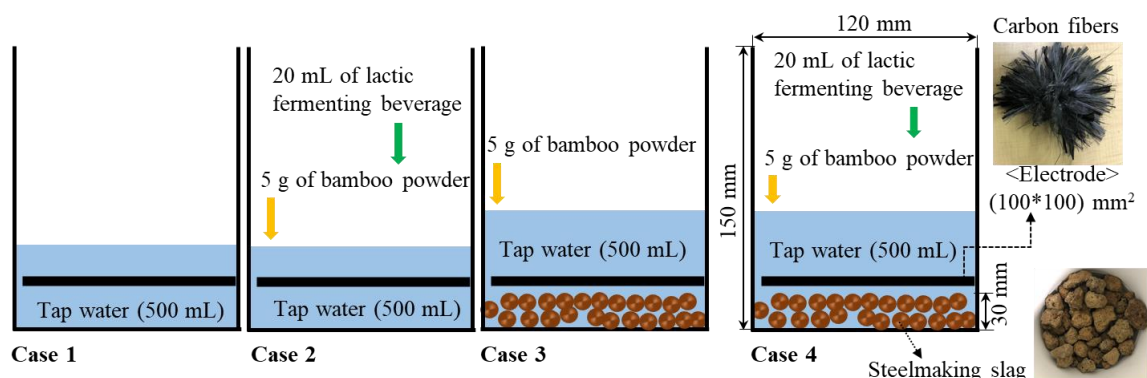 Tap water (500 mL)
Case 1
20 mL of lactic
fermenting beverage
5 g of bamboo powder
Tap water (500 mL)
Case 2
5 g of bamboo powder
Tap water (500 mL)
Case 3
120 mm
150 mm
20 mL of lactic
fermenting beverage
5 g of bamboo powder
Tap water (500 mL)
30 mm
Case 4
Carbon fibers
<Electrode>
(100*100) mm²
Steelmaking slag